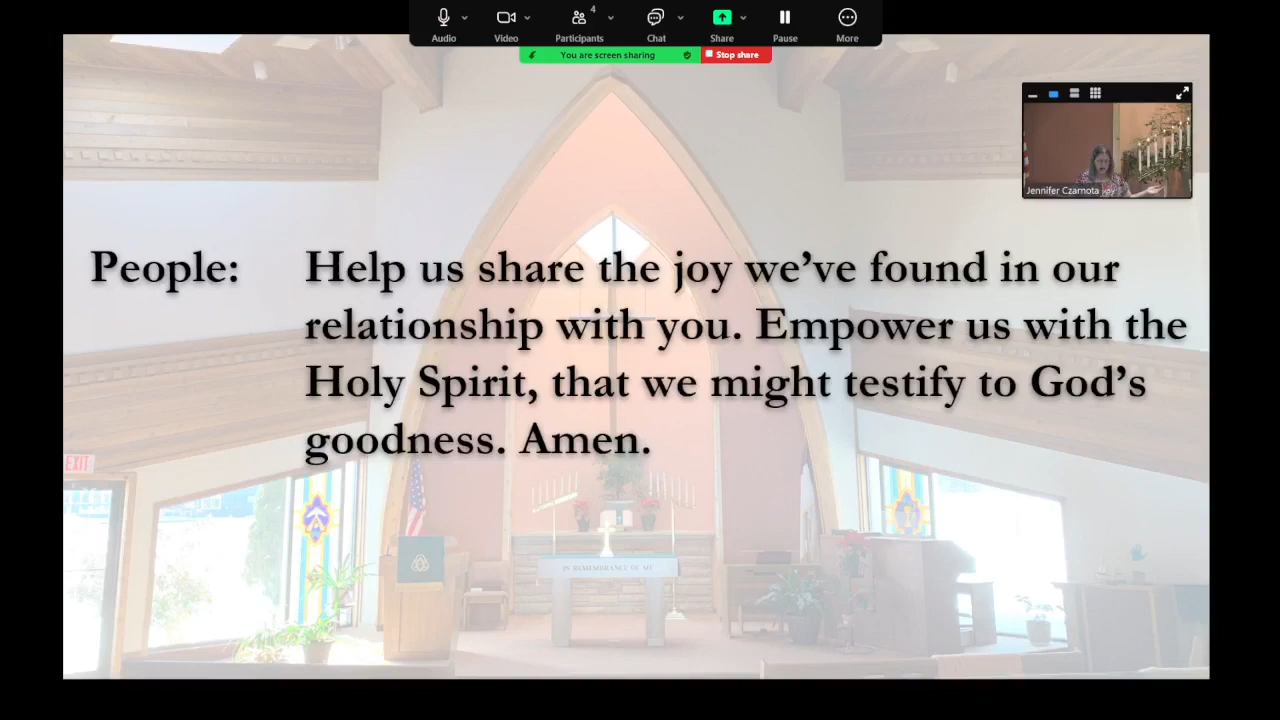 4
Audio
Video
Participants
Chat
Share
Pause
More
You are screen sharing
Stop share
Jennifer Czarnota
People: Help us share the joy we’ve found in our
relationship with you. Empower us with the
Holy Spirit, that we might testify to God’s
goodness. Amen.
EXIT
IN REMEMBRANCE OF ME